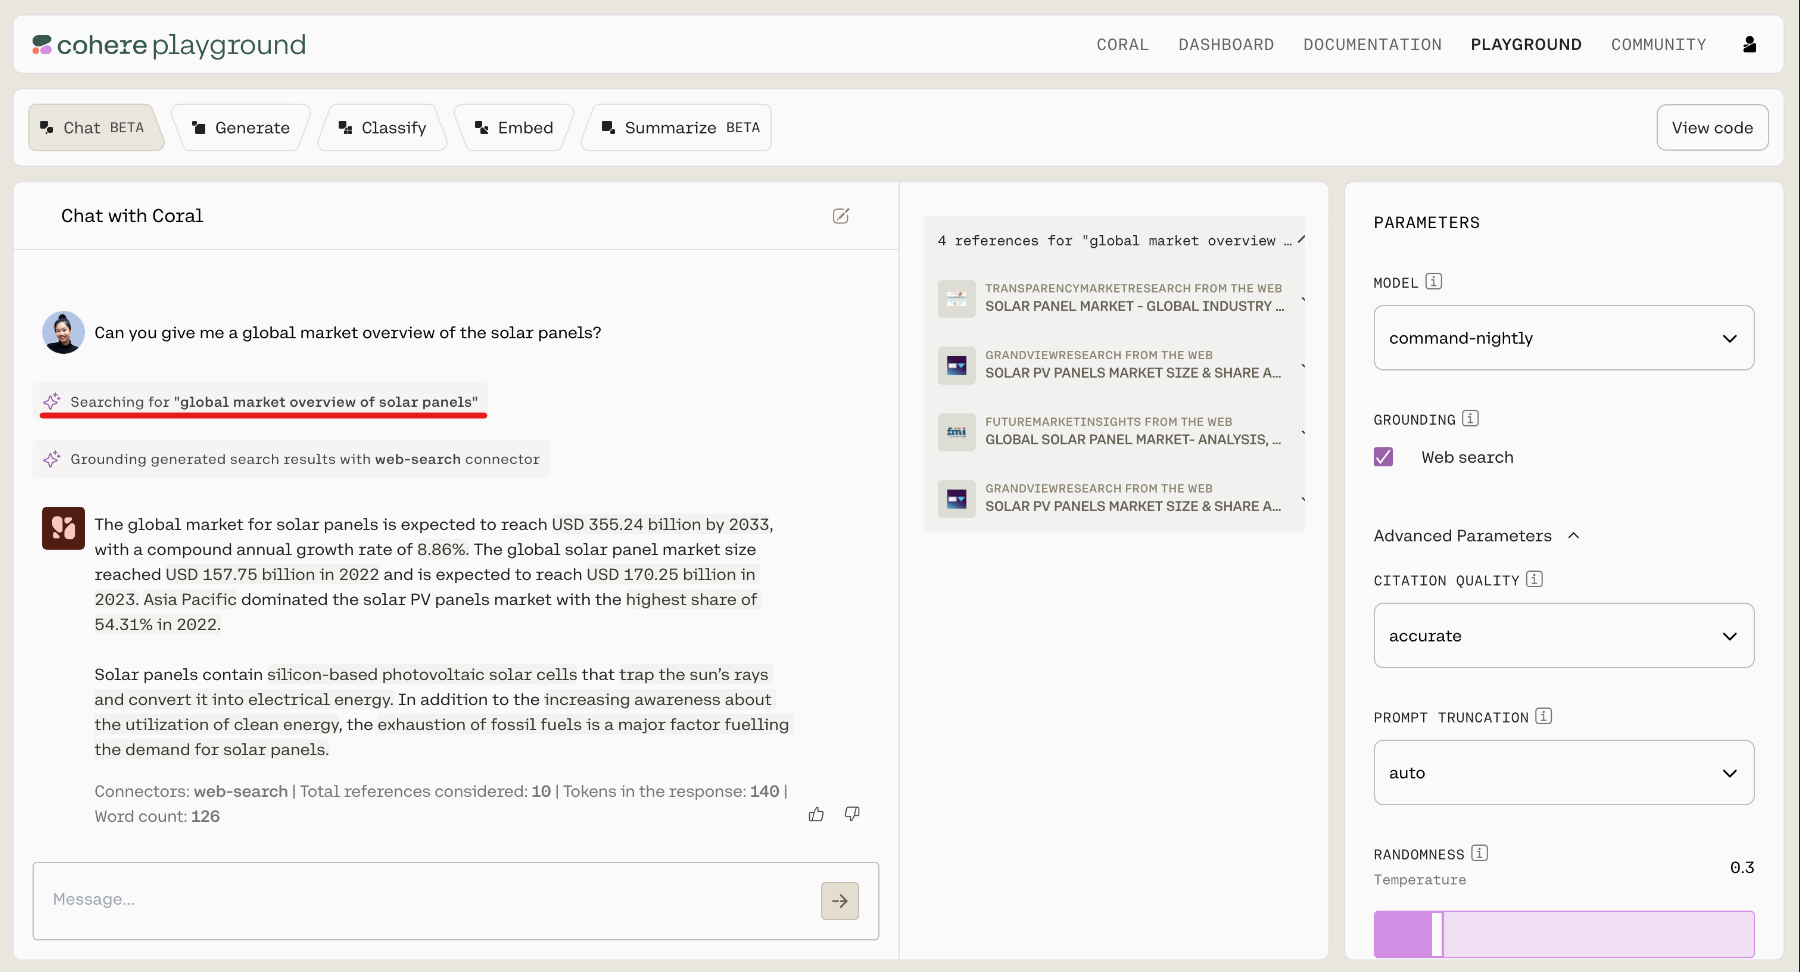 cohere playground
CORAL DASHBOARD DOCUMENTATION PLAYGROUND COMMUNITY
Chat BETA
Generate
Classify
Embed
Summarize BETA
View code
Chat with Coral
Can you give me a global market overview of the solar panels?
Searching for "global market overview of solar panels"
Grounding generated search results with web-search connector
The global market for solar panels is expected to reach USD 355.24 billion by 2033,
with a compound annual growth rate of 8.86%. The global solar panel market size
reached USD 157.75 billion in 2022 and is expected to reach USD 170.25 billion in
2023. Asia Pacific dominated the solar PV panels market with the highest share of
54.31% in 2022.
Solar panels contain silicon-based photovoltaic solar cells that trap the sun's rays
and convert it into electrical energy. In addition to the increasing awareness about
the utilization of clean energy, the exhaustion of fossil fuels is a major factor fuelling
the demand for solar panels.
Connectors: web-search | Total references considered: 10 | Tokens in the response: 140 |
Word count: 126
Message...
4 references for "global market overview …
TRANSPARENCYMARKETRESEARCH FROM THE WEB
SOLAR PANEL MARKET - GLOBAL INDUSTRY ...
GRANDVIEWRESEARCH FROM THE WEB
SOLAR PV PANELS MARKET SIZE & SHARE A...
fmi
FUTUREMARKETINSIGHTS FROM THE WEB
GLOBAL SOLAR PANEL MARKET- ANALYSIS, ...
GRANDVIEWRESEARCH FROM THE WEB
SOLAR PV PANELS MARKET SIZE & SHARE A...
PARAMETERS
MODEL i
command-nightly
GROUNDING i
Web search
Advanced Parameters
CITATION QUALITY i
accurate
PROMPT TRUNCATION i
auto
RANDOMNESS i
0.3
Temperature